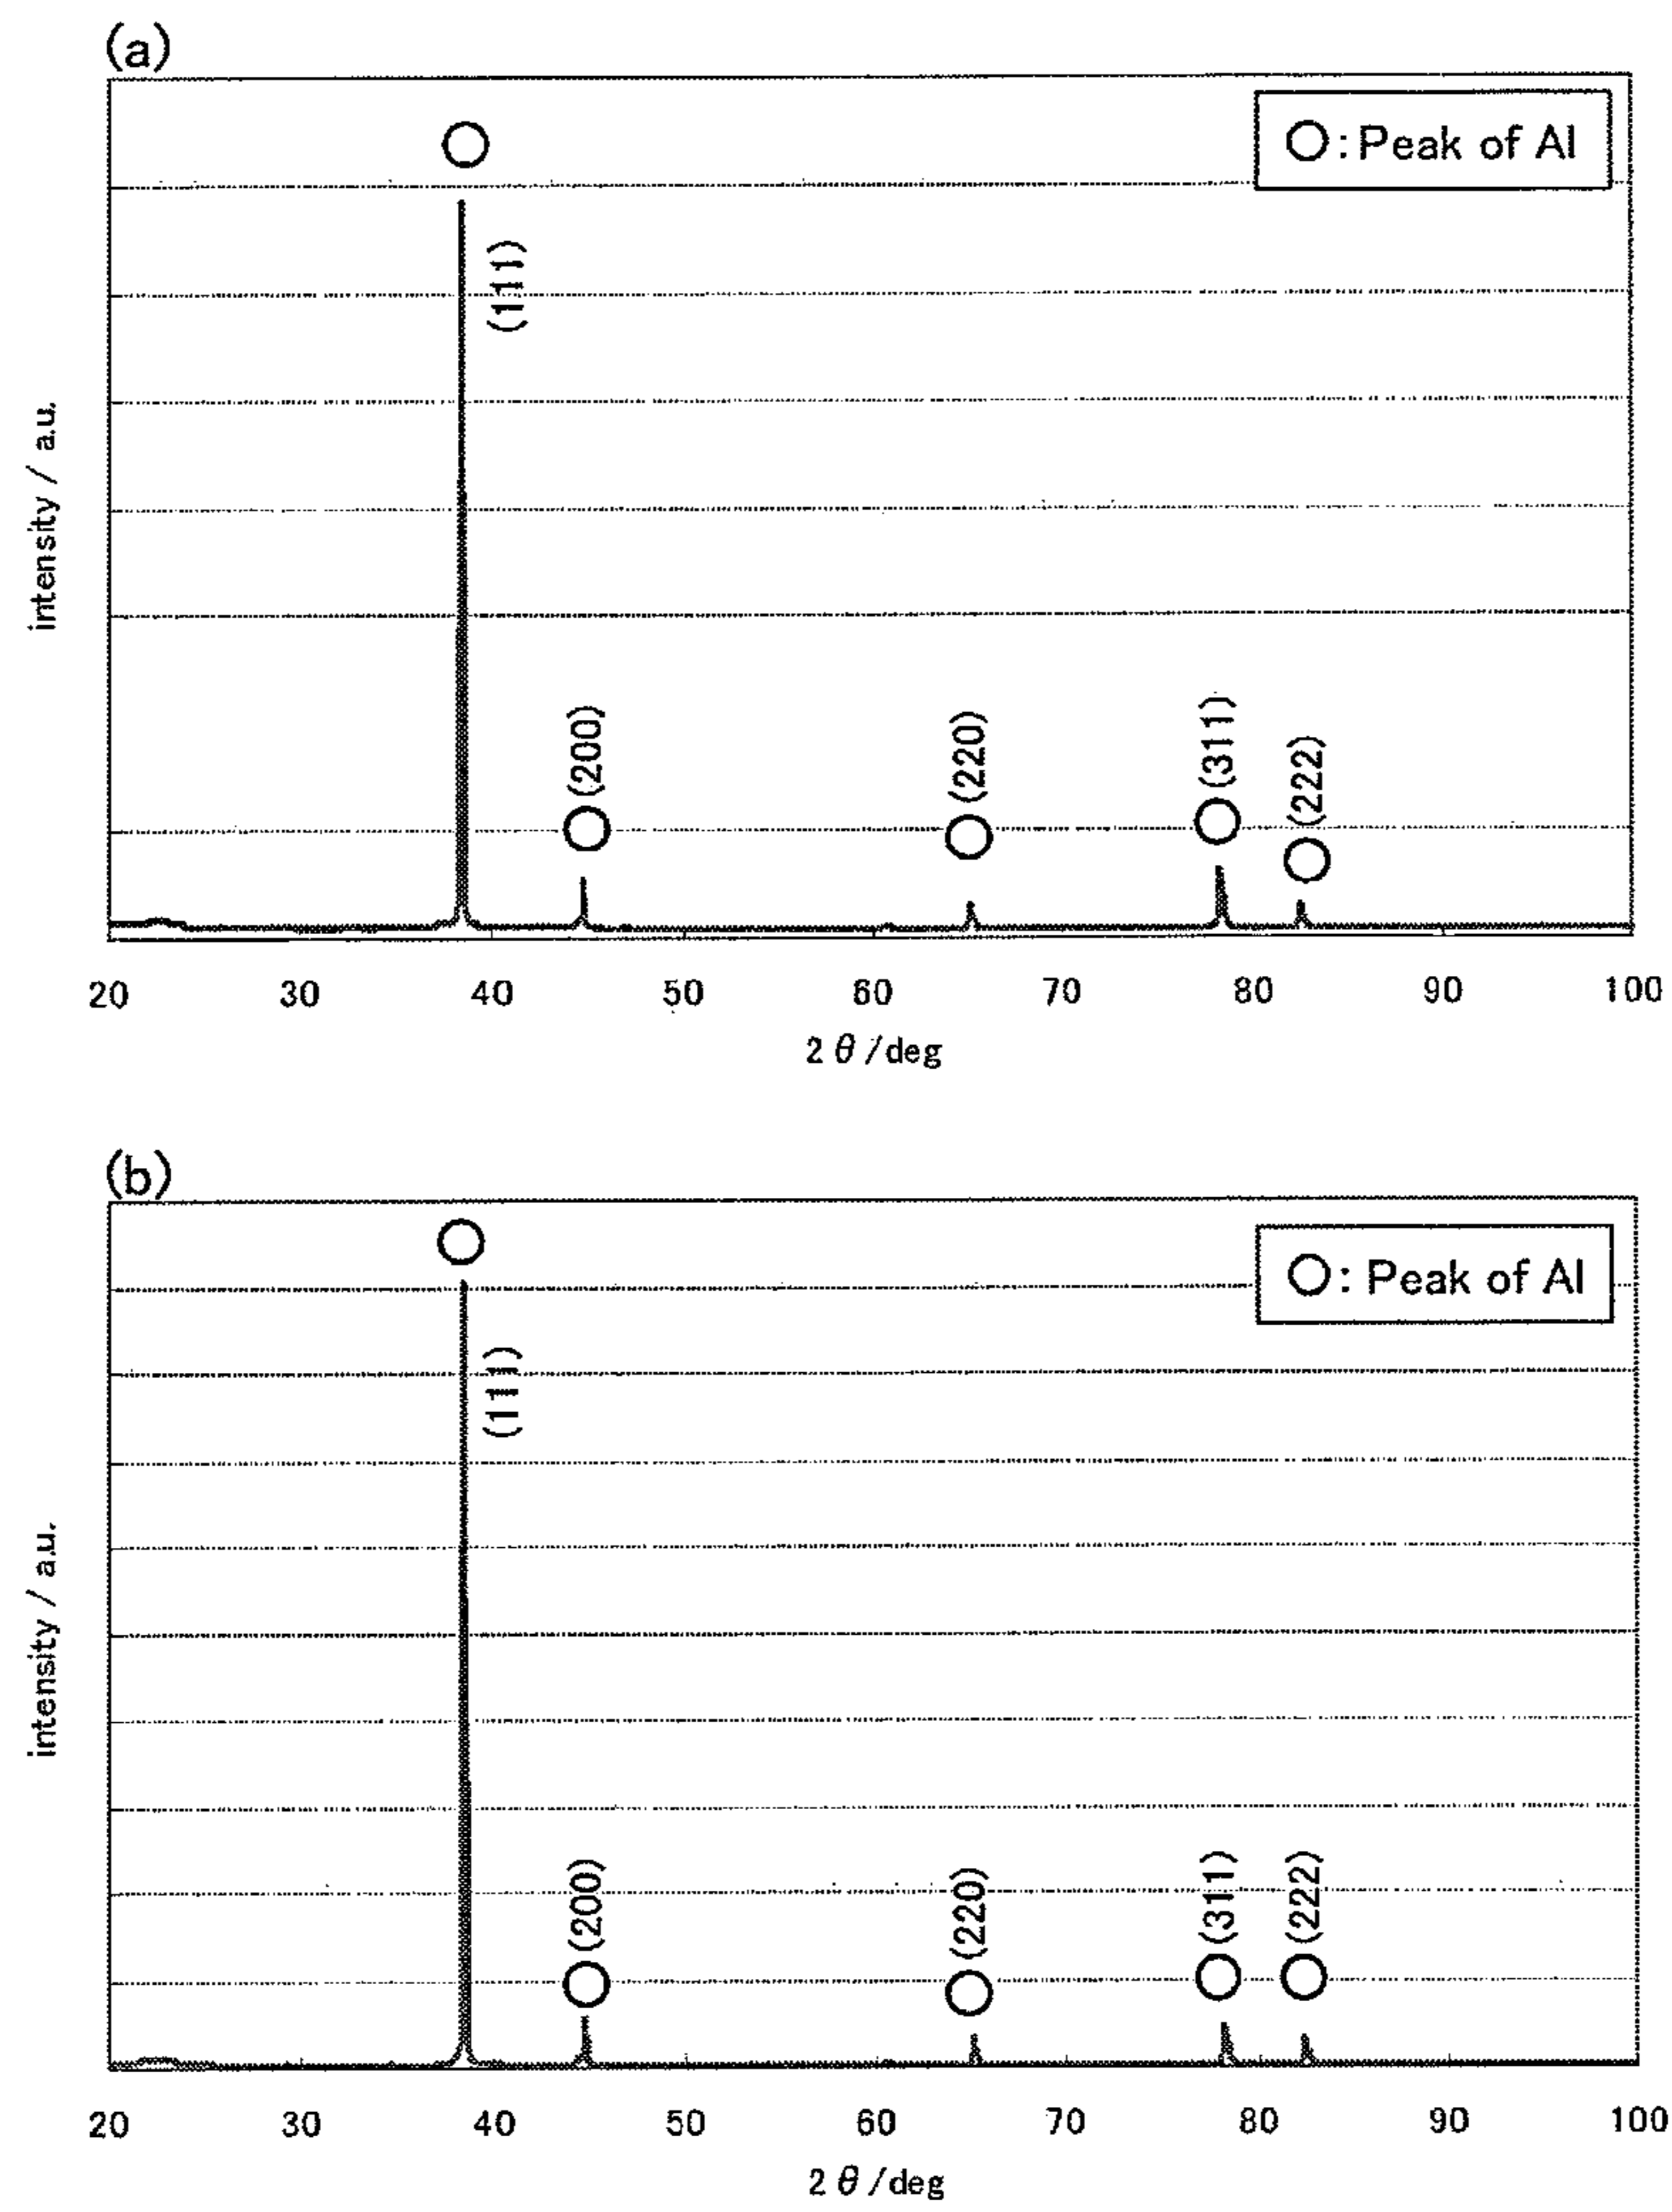 (a)
○: Peak of Al
(111)
(200)
(220)
(311)
(222)
intensity / a.u.
20 30 40 50 60 70 80 90 100
2 θ /deg
(b)
○: Peak of Al
(111)
(200)
(220)
(311)
(222)
intensity / a.u.
20 30 40 50 60 70 80 90 100
2 θ /deg